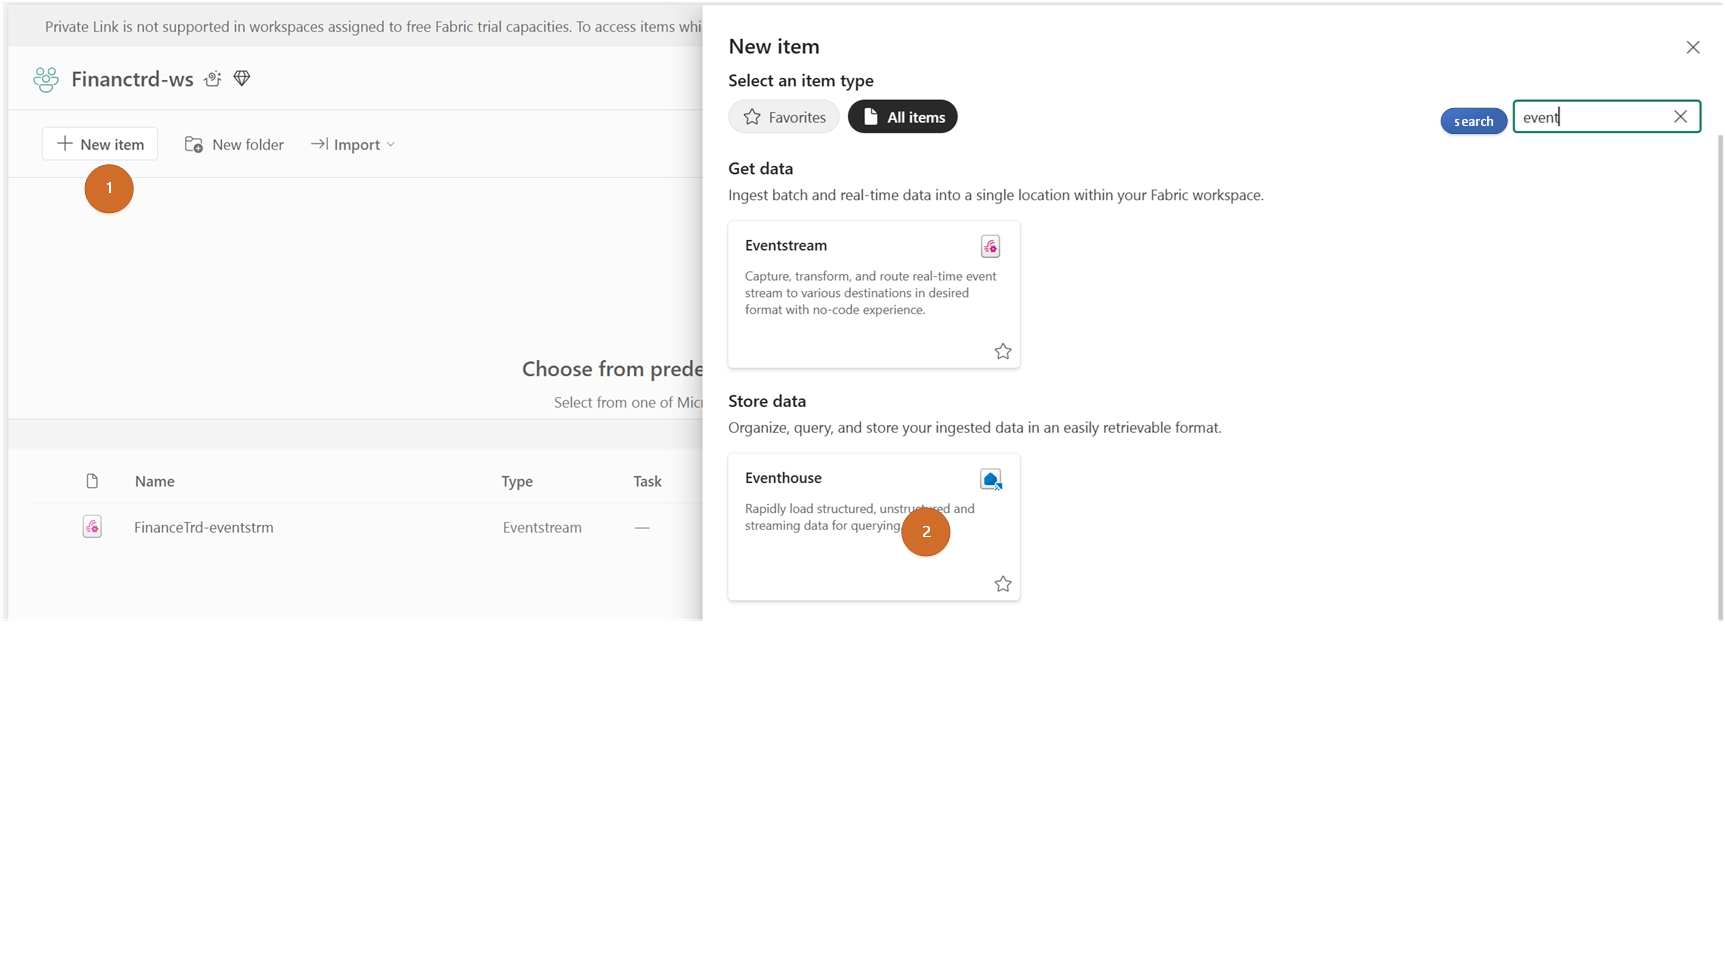 Private Link is not supported in workspaces assigned to free Fabric trial capacities. To access items whi
Financtrd-ws
New item
New folder
Import
1
Choose from prede
Select from one of Mic
Name Type Task
FinanceTrd-eventstrm Eventstream —
New item
Select an item type
Favorites
All items
search
event
Get data
Ingest batch and real-time data into a single location within your Fabric workspace.
Eventstream
Capture, transform, and route real-time event
stream to various destinations in desired
format with no-code experience.
Store data
Organize, query, and store your ingested data in an easily retrievable format.
Eventhouse
Rapidly load structured, unstructured and
streaming data for querying.
2